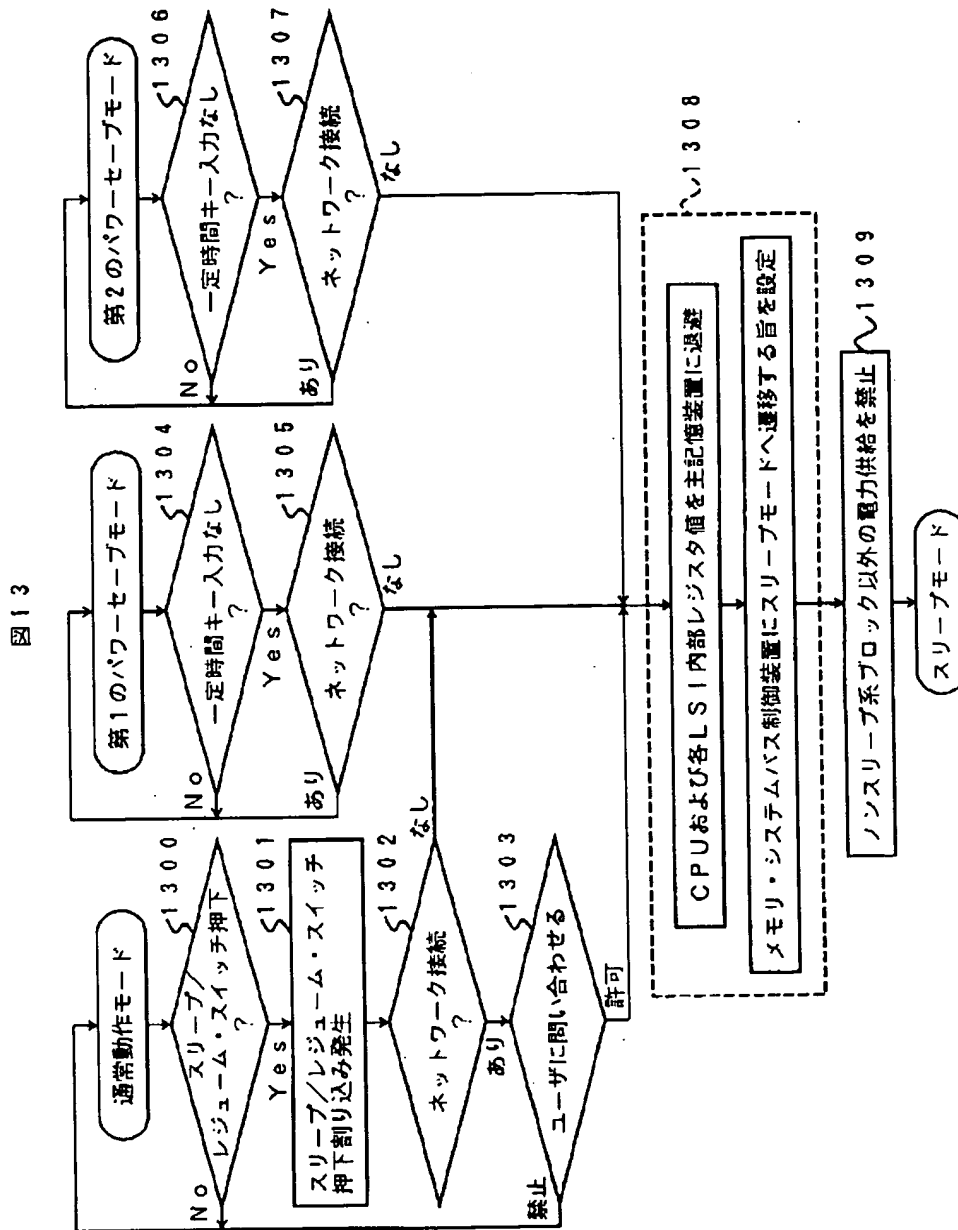 図13
通常動作モード
スリープ/
レジューム・スイッチ押下
?
1300
No
Yes
スリープ/レジューム・スイッチ
押下割り込み発生
1301
ネットワーク接続
?
1302
なし
あり
ユーザに問い合わせる
1303
禁止
許可
第1のパワーセーブモード
一定時間キー入力なし
?
1304
No
Yes
ネットワーク接続
?
1305
あり
なし
第2のパワーセーブモード
一定時間キー入力なし
?
1306
No
Yes
ネットワーク接続
?
1307
あり
なし
1308
CPUおよび各LSI内部レジスタ値を主記憶装置に退避
メモリ・システムバス制御装置にスリープモードへ遷移する旨を設定
ノンスリープ系ブロック以外の電力供給を禁止
1309
スリープモード